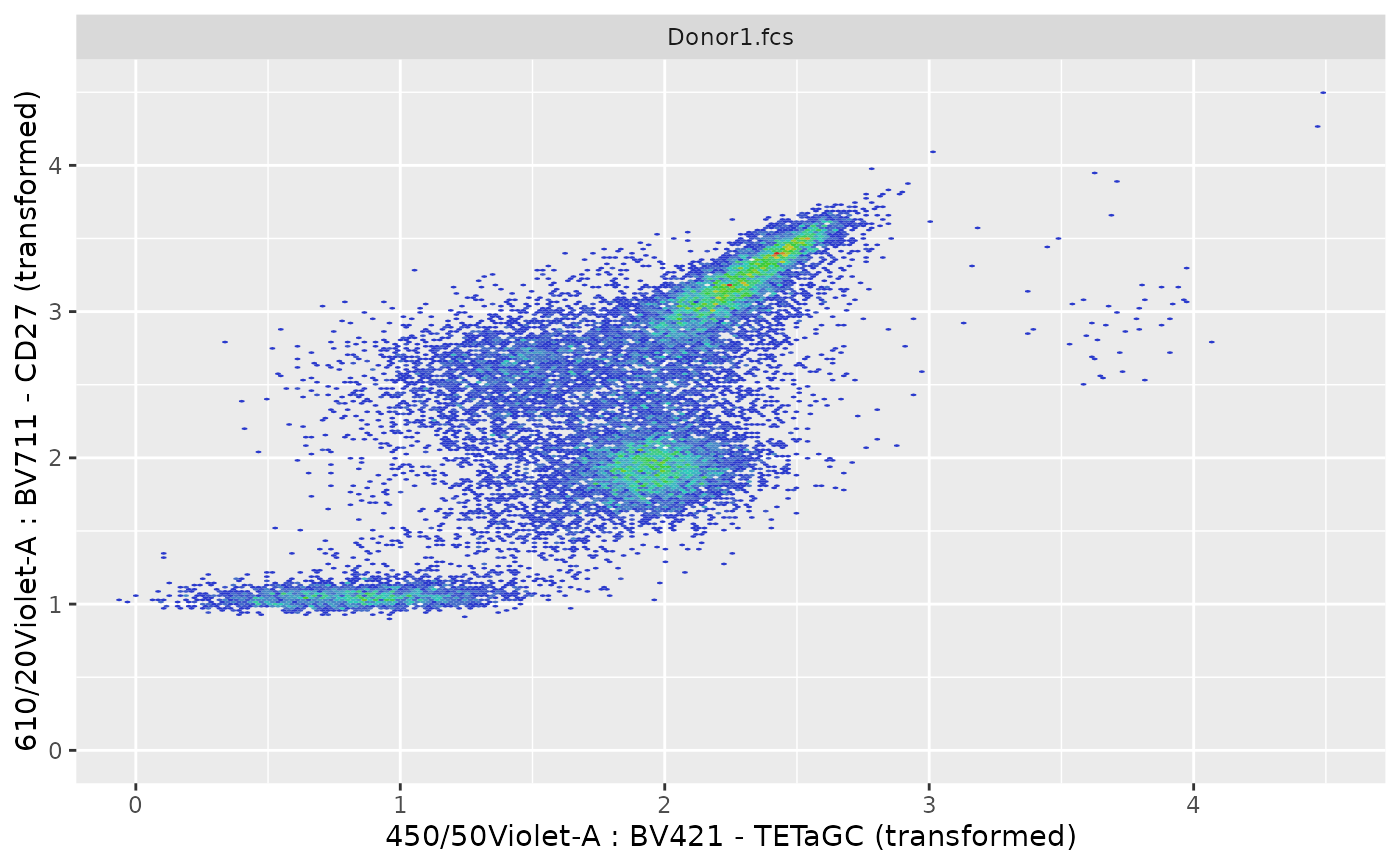 Donor1.fcs
610/20Violet-A : BV711 - CD27 (transformed)
4
3
2
1
0
0 1 2 3 4
450/50Violet-A : BV421 - TETaGC (transformed)